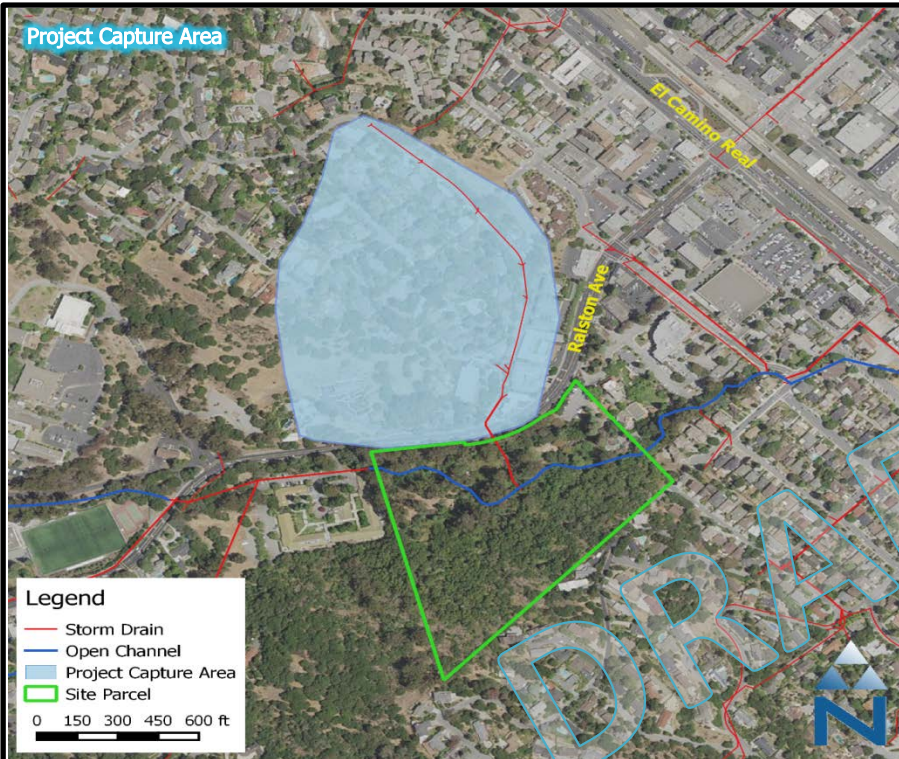 Project Capture Area
El Camino Real
Ralston Ave
Legend
Storm Drain
Open Channel
Project Capture Area
Site Parcel
0 150 300 450 600 ft
DRA
N